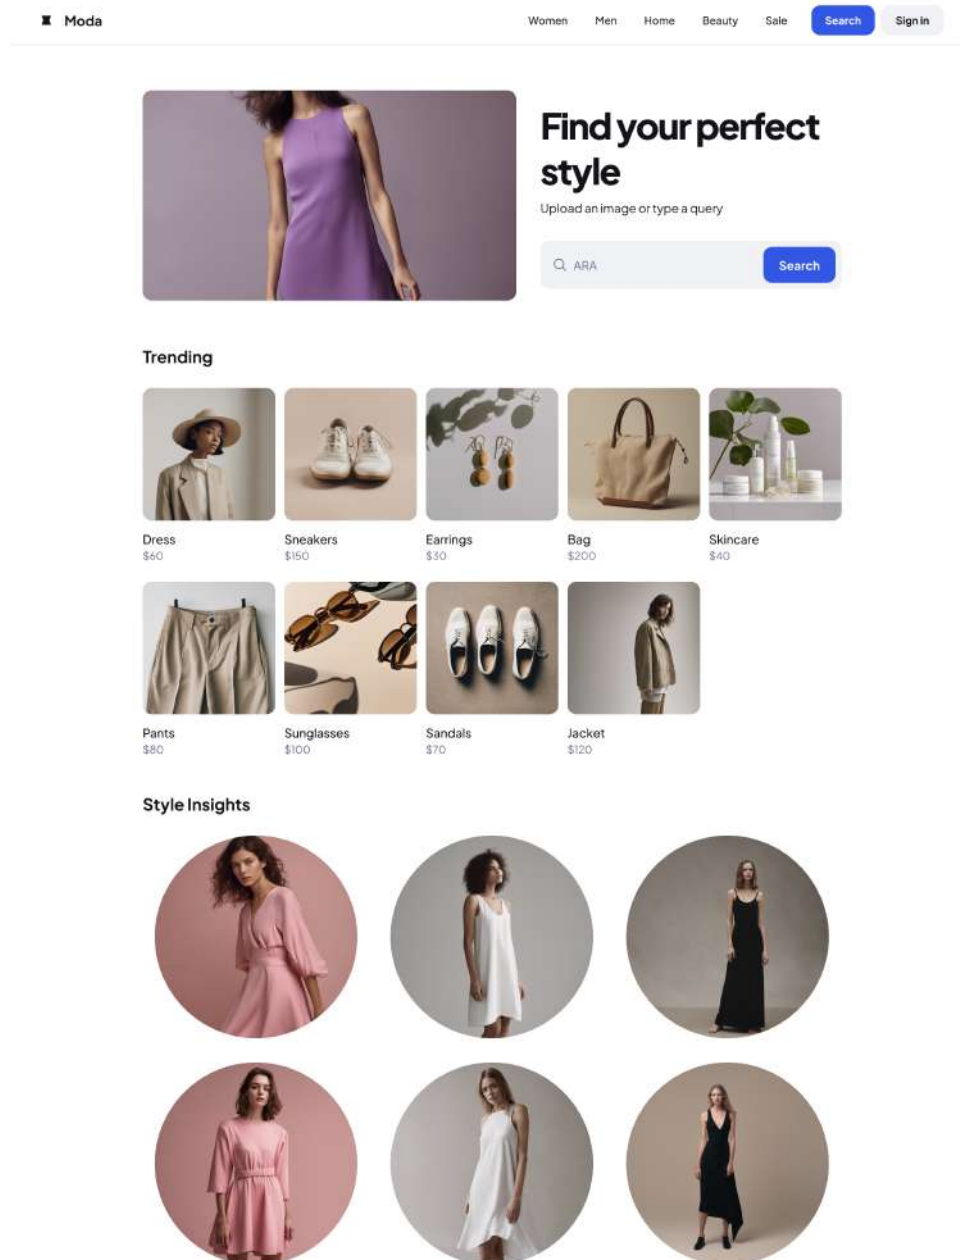 Moda
Women Men Home Beauty Sale Search Sign in
Find your perfect
style
Upload an image or type a query
ARA Search
Trending
Dress
$60
Sneakers
$150
Earrings
$30
Bag
$200
Skincare
$40
Pants
$80
Sunglasses
$100
Sandals
$70
Jacket
$120
Style Insights